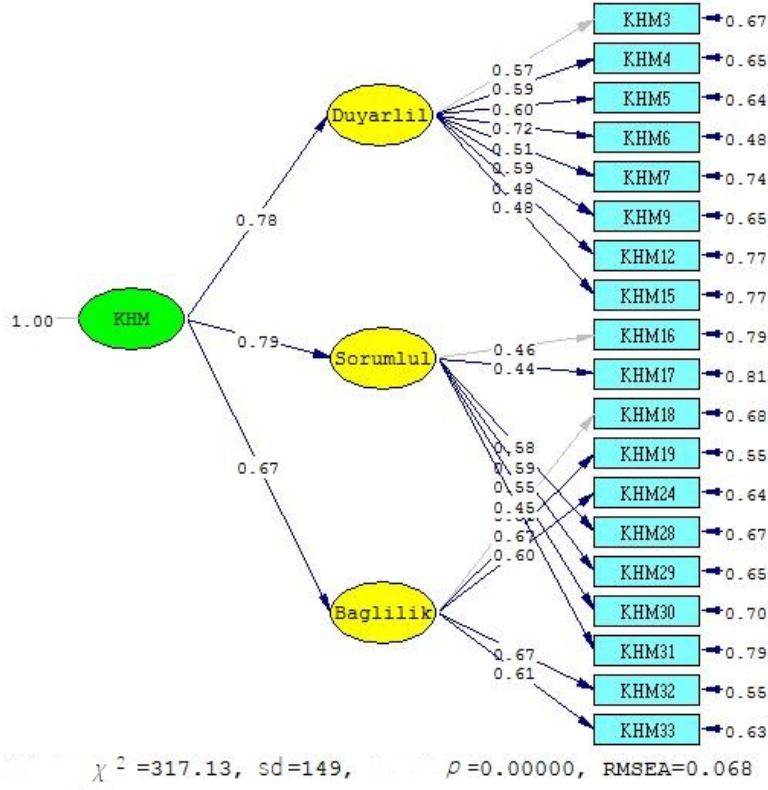 KHM3 0.67
KHM4 0.65
0.57
0.59
KHM5 0.64
0.60
Duyarlil
0.72
KHM6 0.48
0.51
0.59
KHM7 0.74
0.48
0.48
KHM9 0.65
0.78
KHM12 0.77
KHM15 0.77
1.00 KHM
KHM16 0.79
0.79
0.46
Sorumlul
0.44
KHM17 0.81
KHM18 0.68
0.58
KHM19 0.55
0.67
0.59
0.55
KHM24 0.64
0.45
KHM28 0.67
0.67
0.60
KHM29 0.65
Baglilik
KHM30 0.70
KHM31 0.79
0.67
0.61
KHM32 0.55
KHM33 0.63
χ² =317.13, sd=149, p =0.00000, RMSEA=0.068